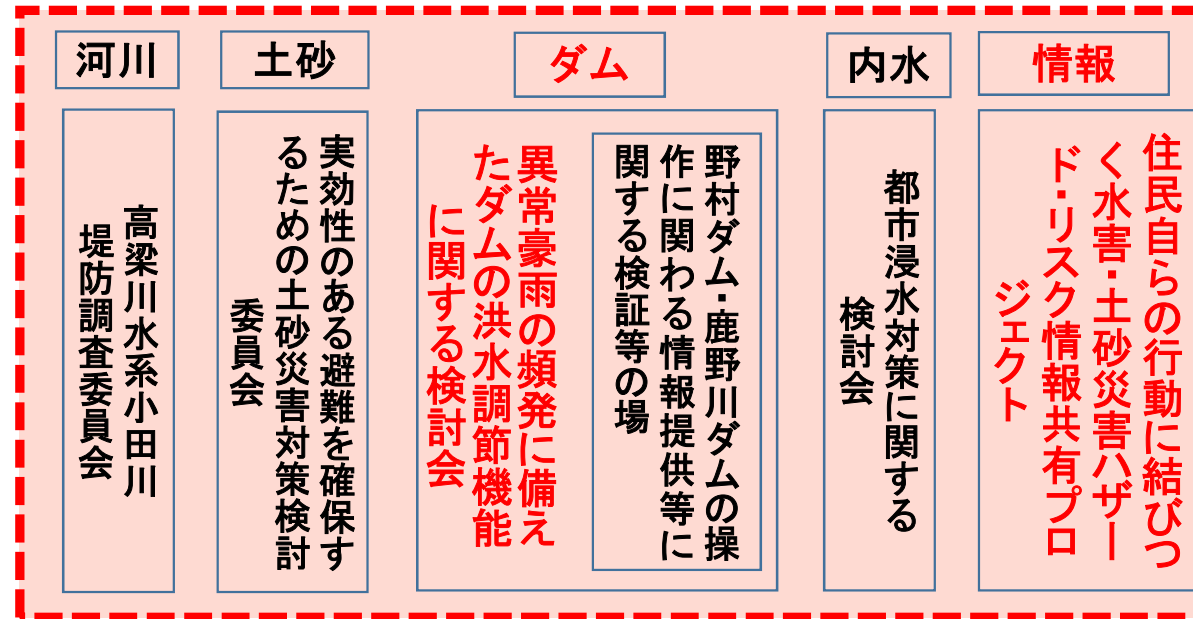 河川
高梁川水系小田川
堤防調査委員会
土砂
実効性のある避難を確保す
るための土砂災害対策検討
委員会
ダム
異常豪雨の頻発に備え
たダムの洪水調節機能
に関する検討会
野村ダム・鹿野川ダムの操
作に関わる情報提供等に
関する検証等の場
内水
都市浸水対策に関する
検討会
情報
住民自らの行動に結びつ
く水害・土砂災害ハザー
ド・リスク情報共有プロ
ジェクト